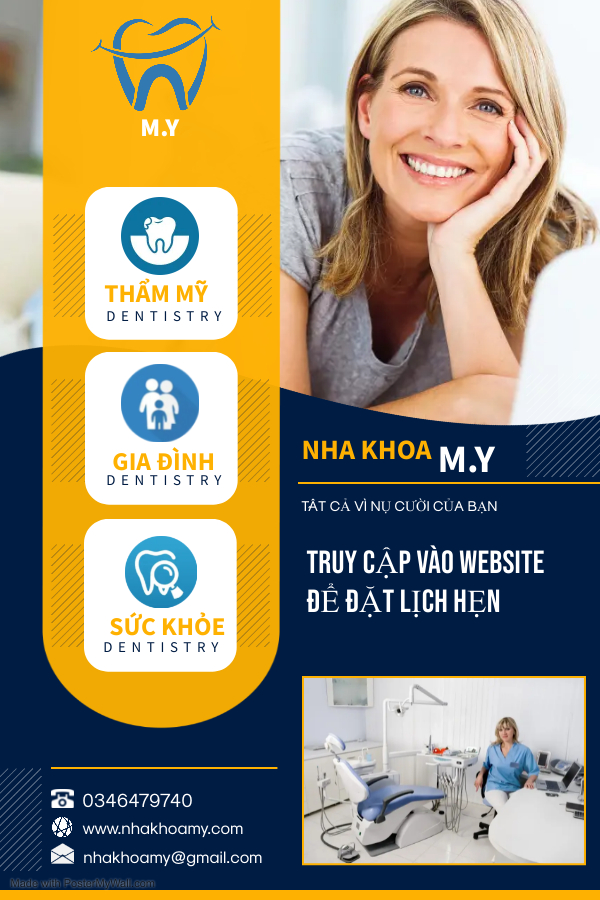 M.Y
THẨM MỸ
DENTISTRY
GIA ĐÌNH
DENTISTRY
SỨC KHỎE
DENTISTRY
NHA KHOA M.Y
TẤT CẢ VÌ NỤ CƯỜI CỦA BẠN
TRUY CẬP VÀO WEBSITE
ĐỂ ĐẶT LỊCH HẸN
0346479740
www.nhakhoamy.com
nhakhoamy@gmail.com
Made with PosterMyWall.com